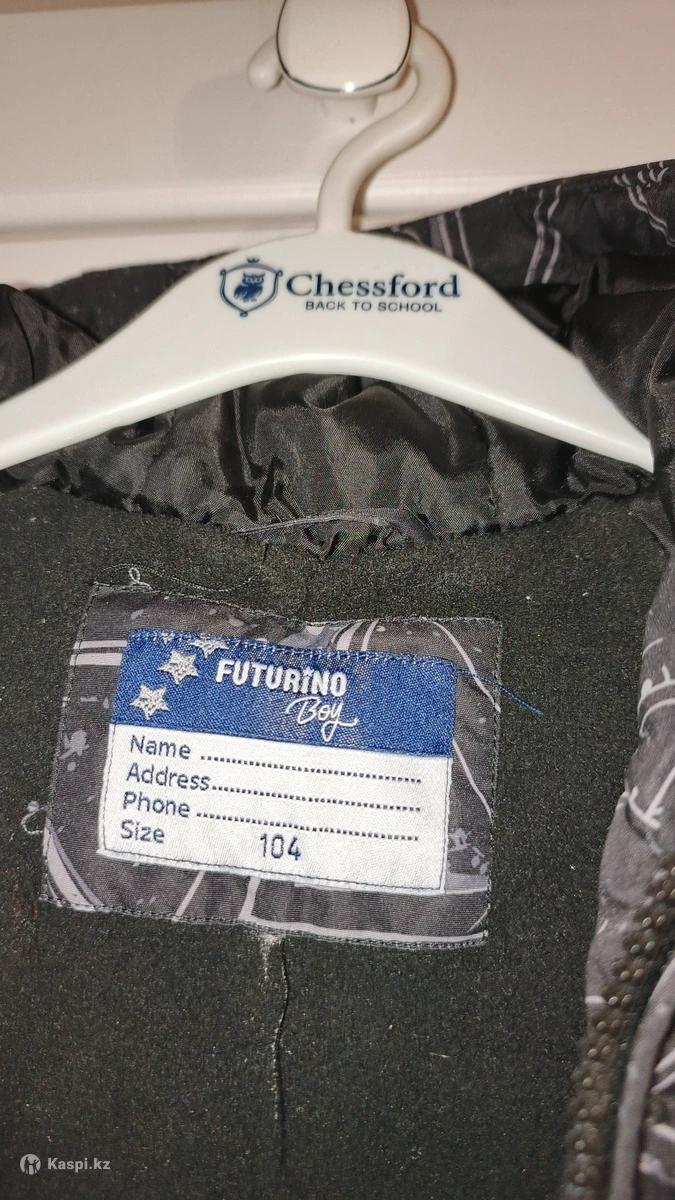 Chessford
BACK TO SCHOOL
FUTURINO
Boy
Name ........................................
Address......................................
Phone ........................................
Size 104
Kaspi.kz